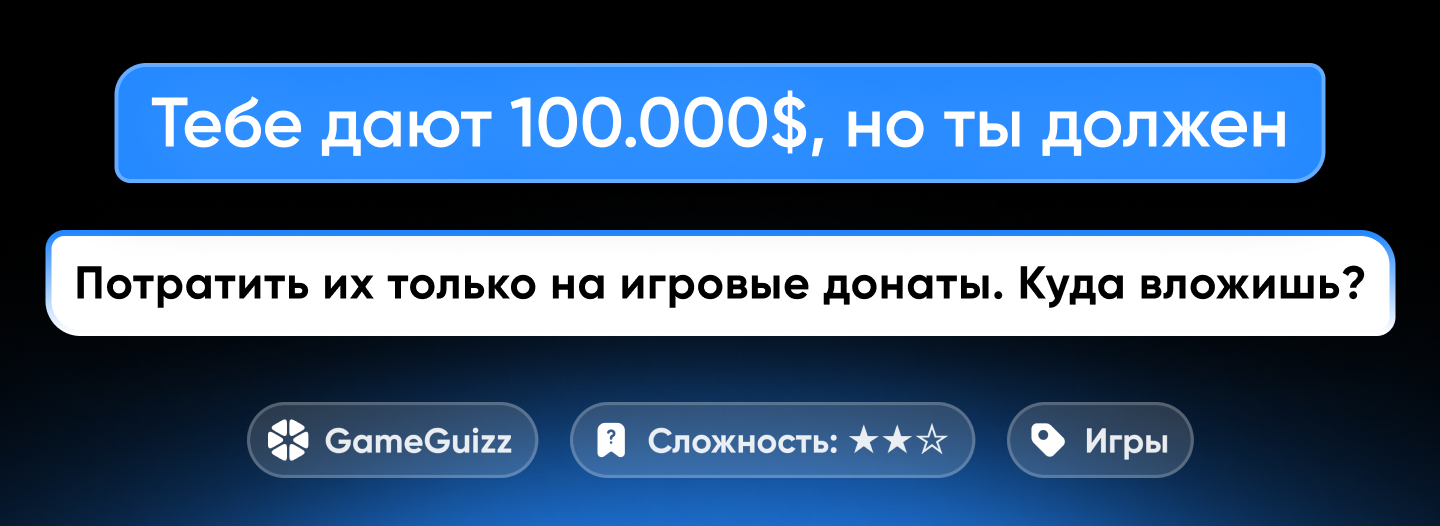 Тебе дают 100.000$, но ты должен
Потратить их только на игровые донаты. Куда вложишь?
GameGuizz
Сложность: ★★☆
Игры